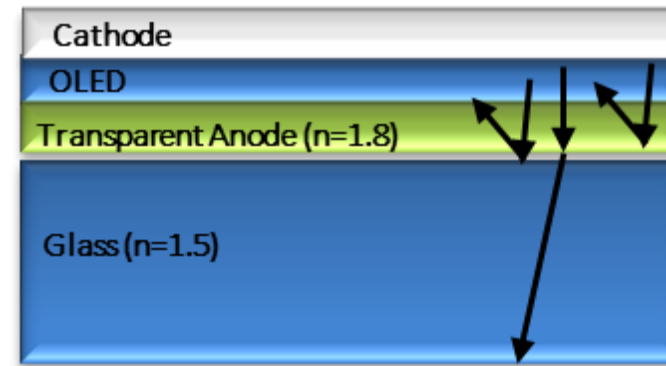 Cathode
OLED
Transparent Anode (n=1.8)
Glass (n=1.5)